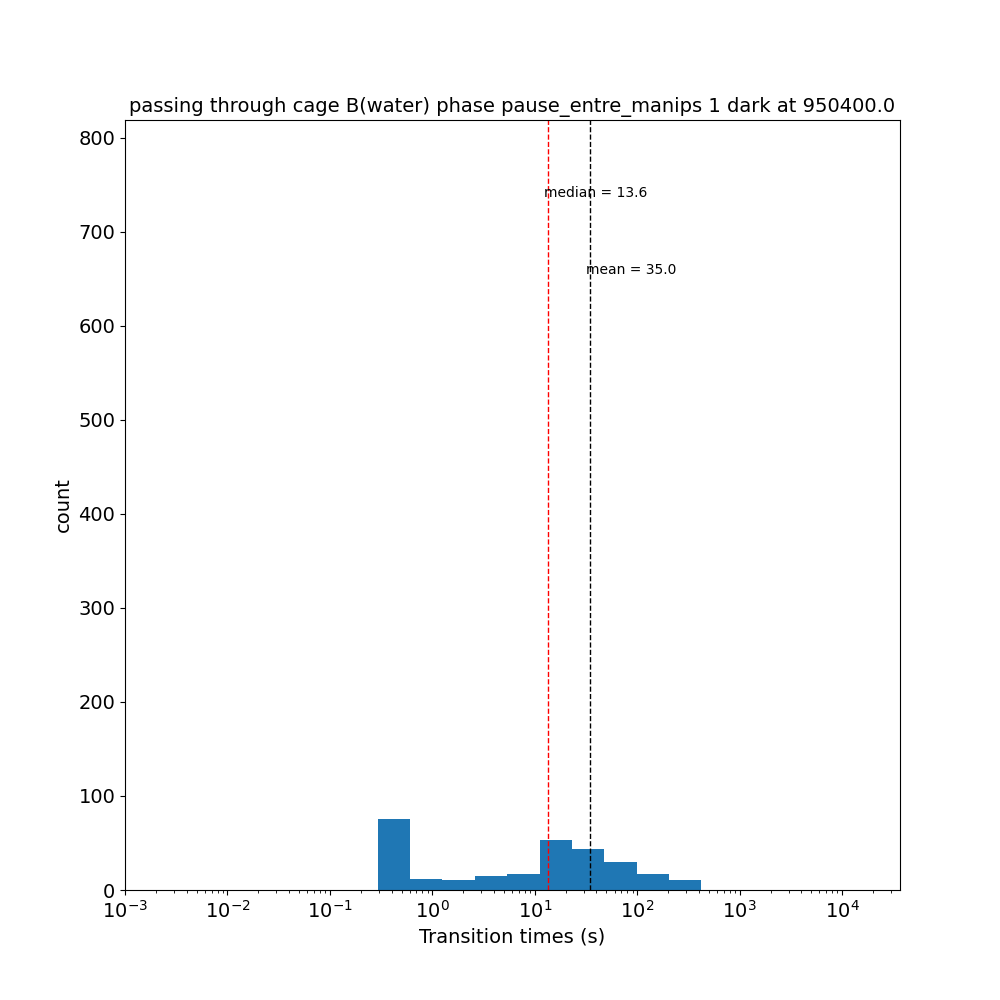 passing through cage B(water) phase pause_entre_manips 1 dark at 950400.0
800
700
600
500
400
300
200
100
0
count
median = 13.6
mean = 35.0
10⁻³ 10⁻² 10⁻¹ 10⁰ 10¹ 10² 10³ 10⁴
Transition times (s)